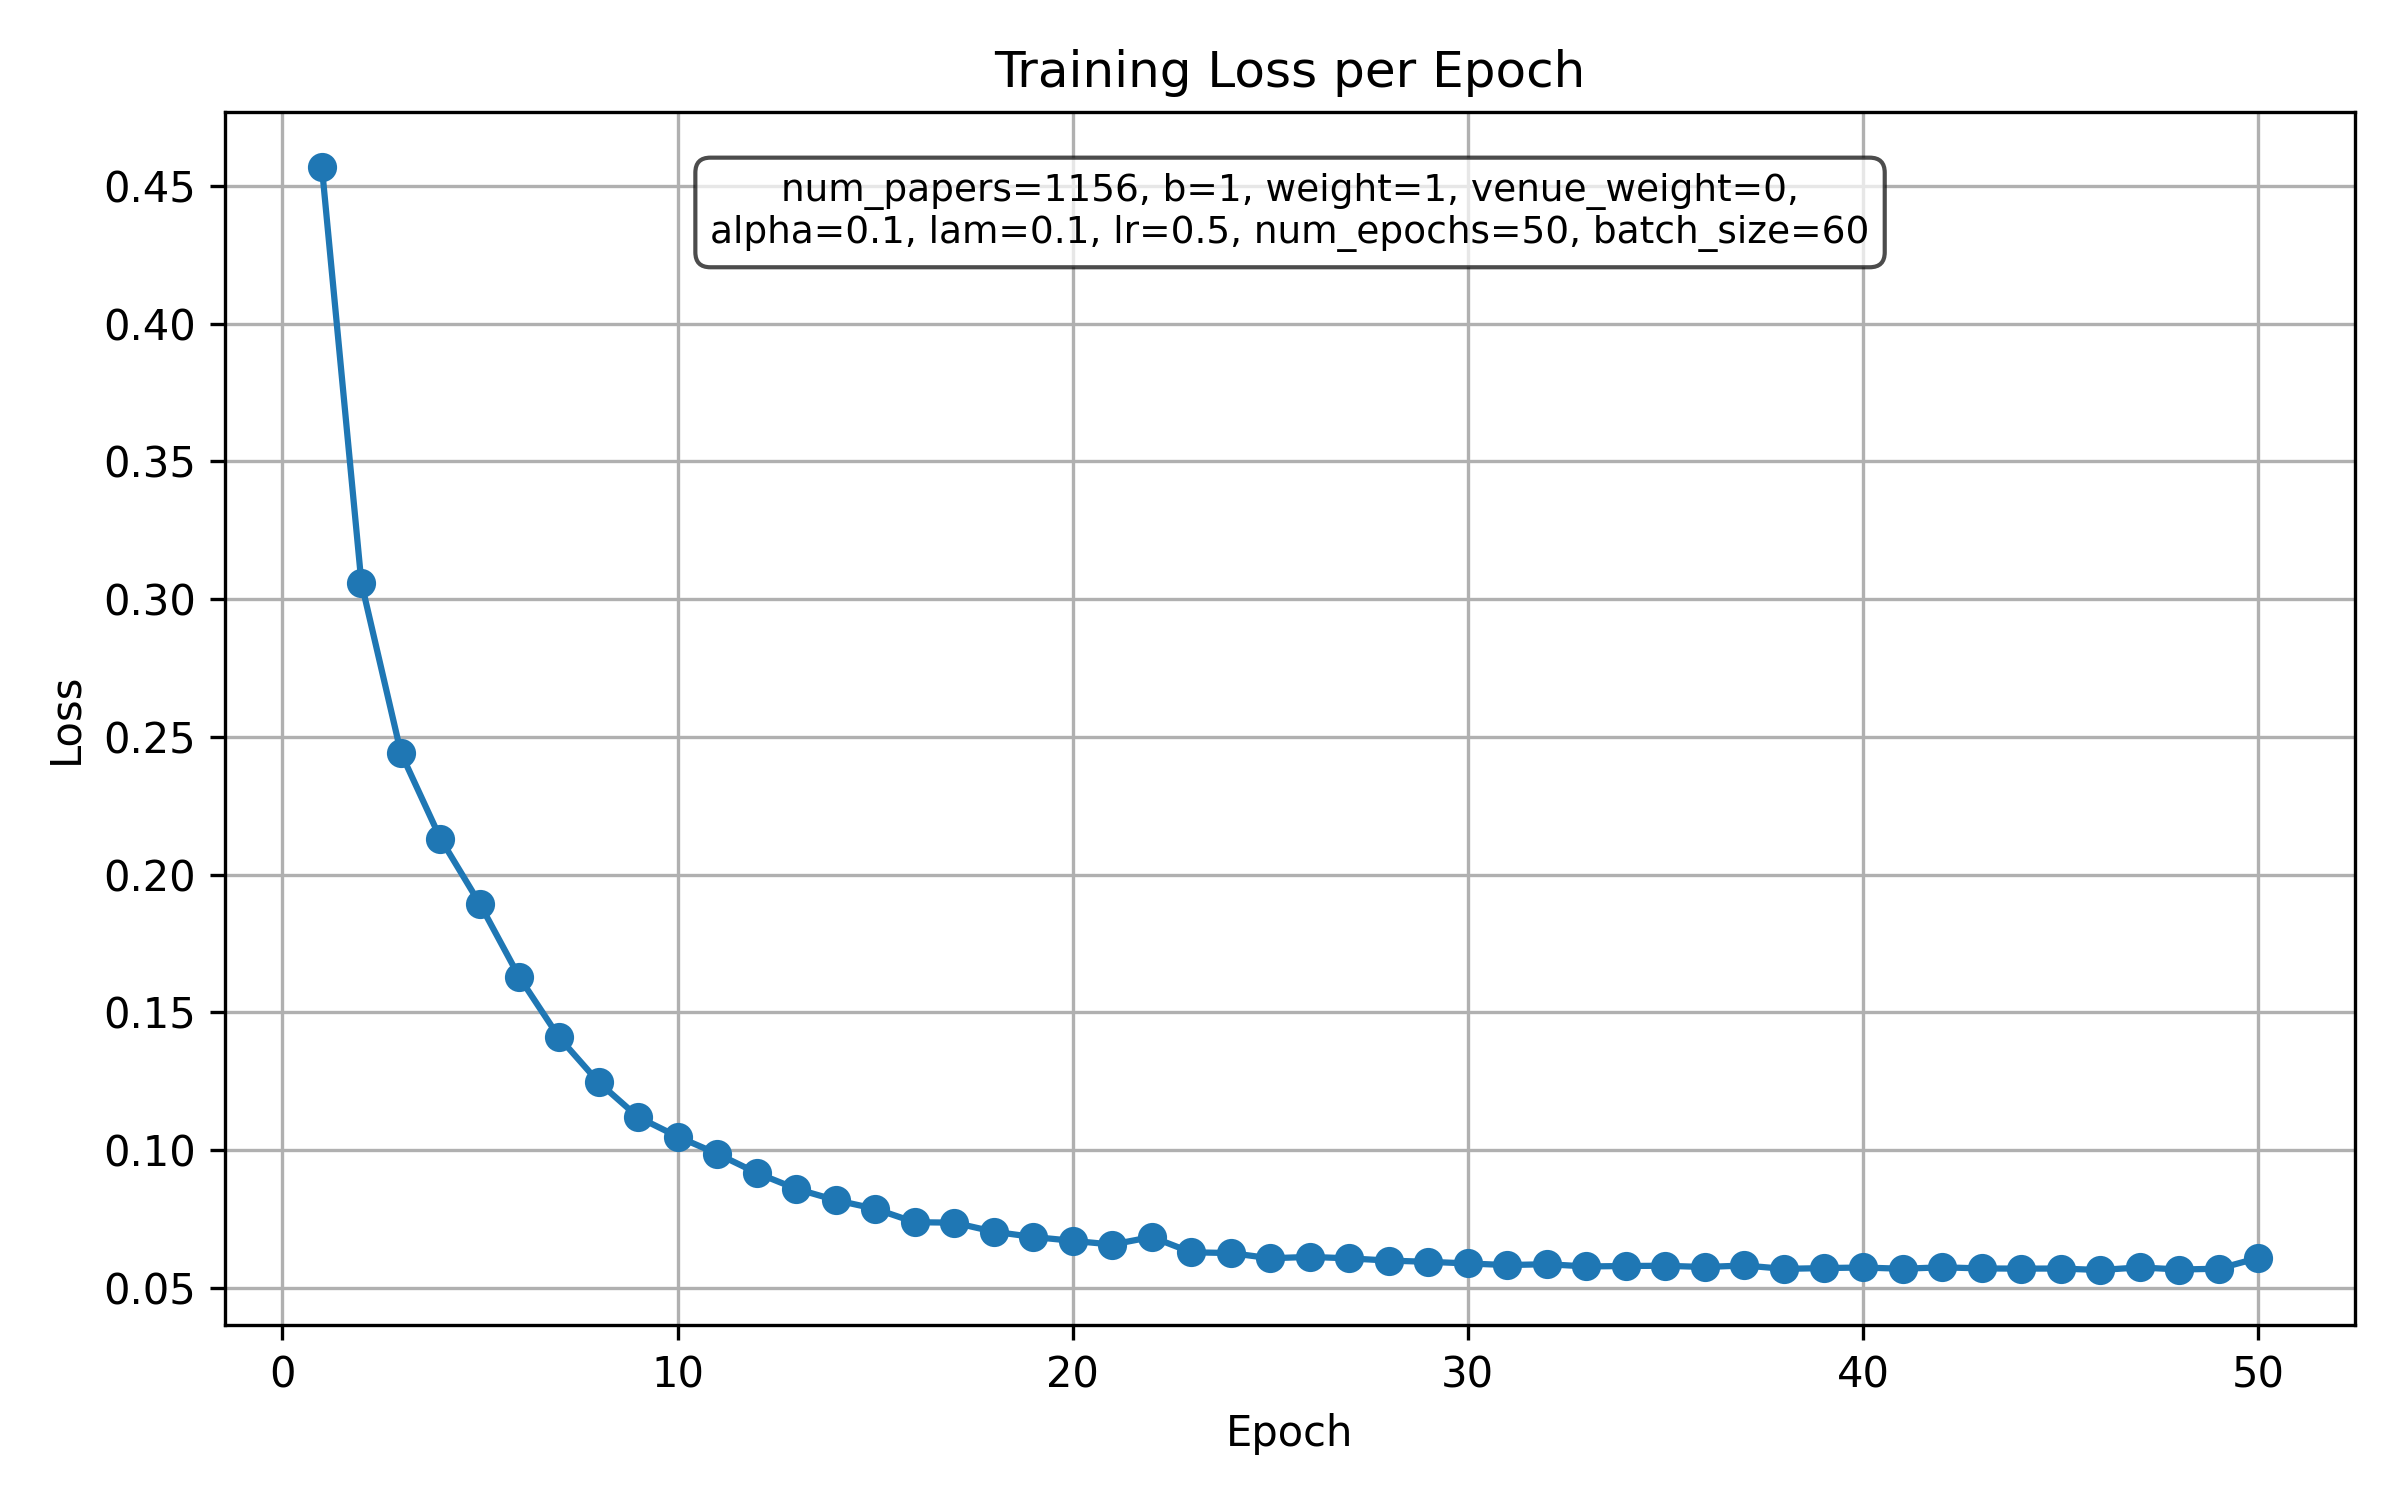 Training Loss per Epoch
num_papers=1156, b=1, weight=1, venue_weight=0,
alpha=0.1, lam=0.1, lr=0.5, num_epochs=50, batch_size=60
0.45
0.40
0.35
0.30
0.25
0.20
0.15
0.10
0.05
Loss
0 10 20 30 40 50
Epoch